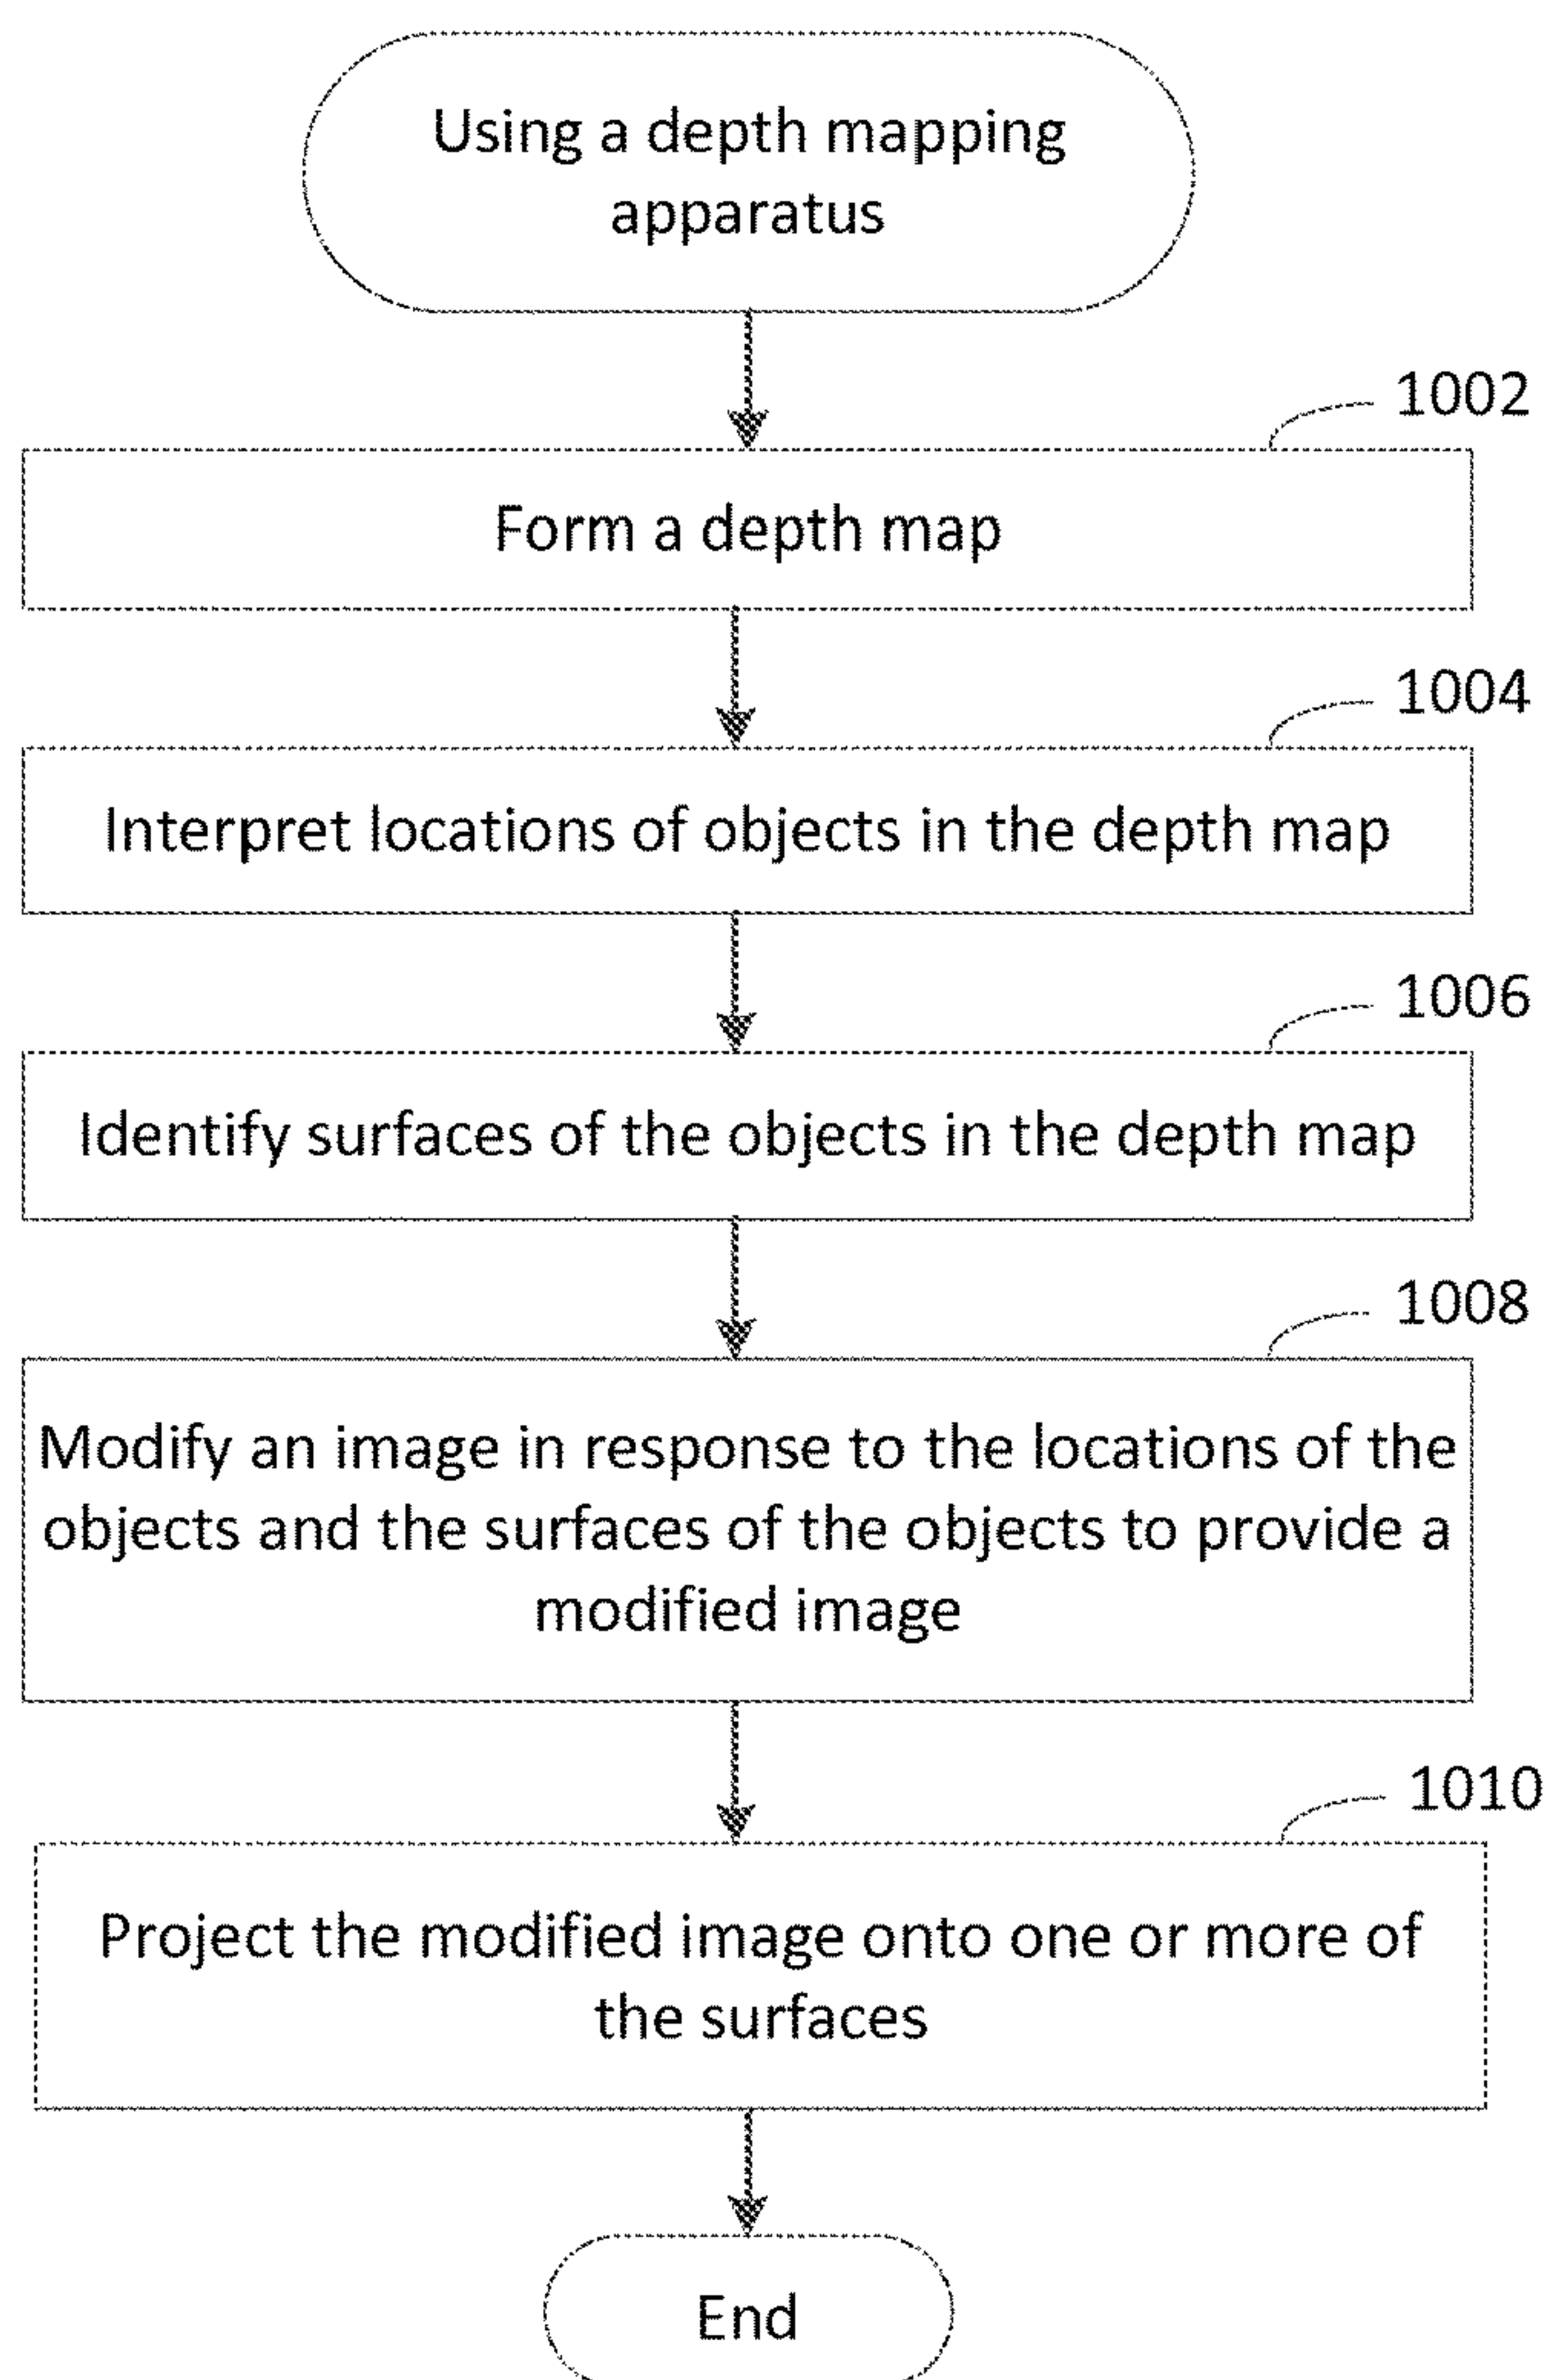 Using a depth mapping
apparatus
1002
Form a depth map
1004
Interpret locations of objects in the depth map
1006
Identify surfaces of the objects in the depth map
1008
Modify an image in response to the locations of the
objects and the surfaces of the objects to provide a
modified image
1010
Project the modified image onto one or more of
the surfaces
End